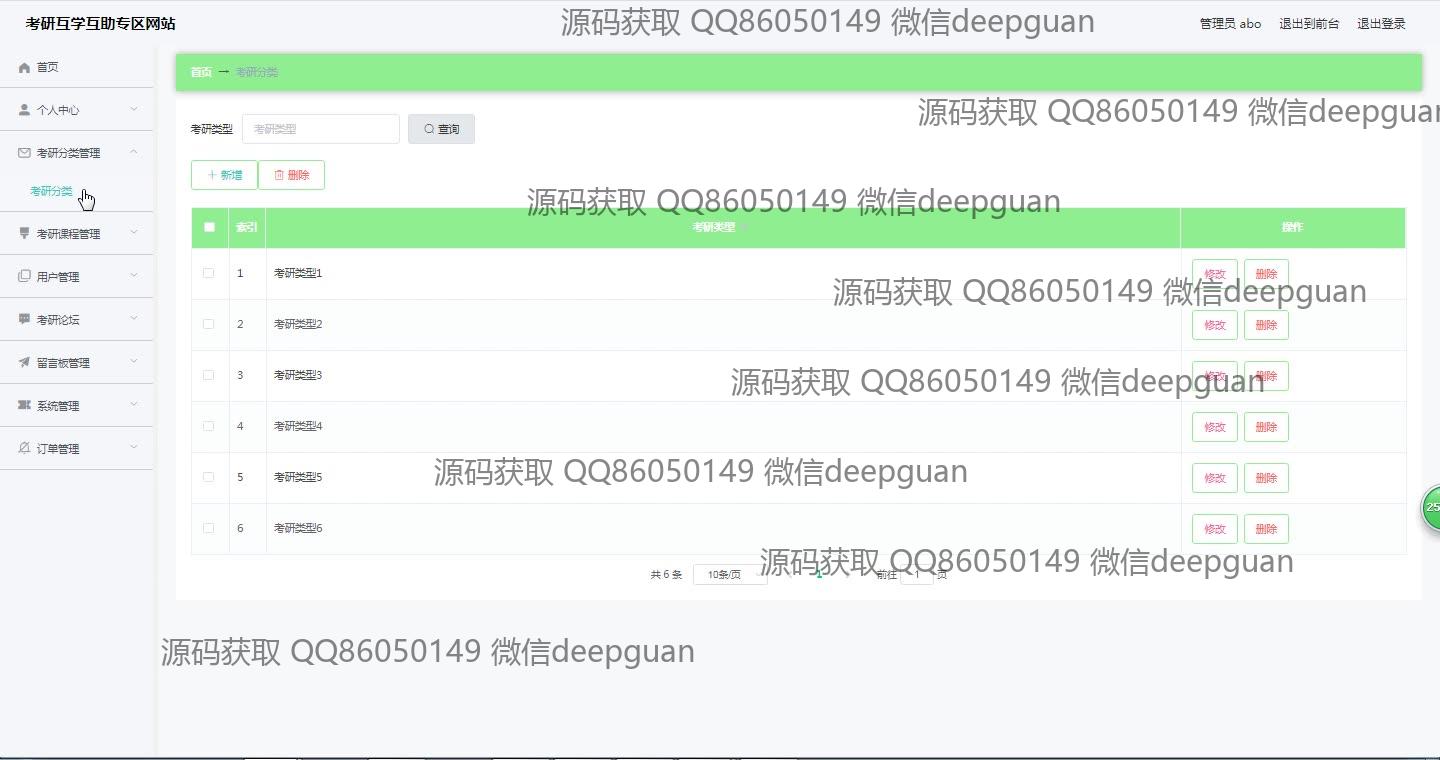 考研互学互助专区网站
管理员 abo 退出到前台 退出登录
源码获取 QQ86050149 微信deepguan
首页
个人中心
考研分类管理
考研分类
考研课程管理
用户管理
考研论坛
留言板管理
系统管理
订单管理
首页 → 考研分类
源码获取 QQ86050149 微信deepguan
考研类型 考研类型 查询
新增 删除
源码获取 QQ86050149 微信deepguan
索引 考研类型 操作
1 考研类型1 修改 删除
源码获取 QQ86050149 微信deepguan
2 考研类型2 修改 删除
3 考研类型3 修改 删除
源码获取 QQ86050149 微信deepguan
4 考研类型4 修改 删除
源码获取 QQ86050149 微信deepguan
5 考研类型5 修改 删除
6 考研类型6 修改 删除
源码获取 QQ86050149 微信deepguan
共 6 条 10条/页 1 前往 1 页
源码获取 QQ86050149 微信deepguan